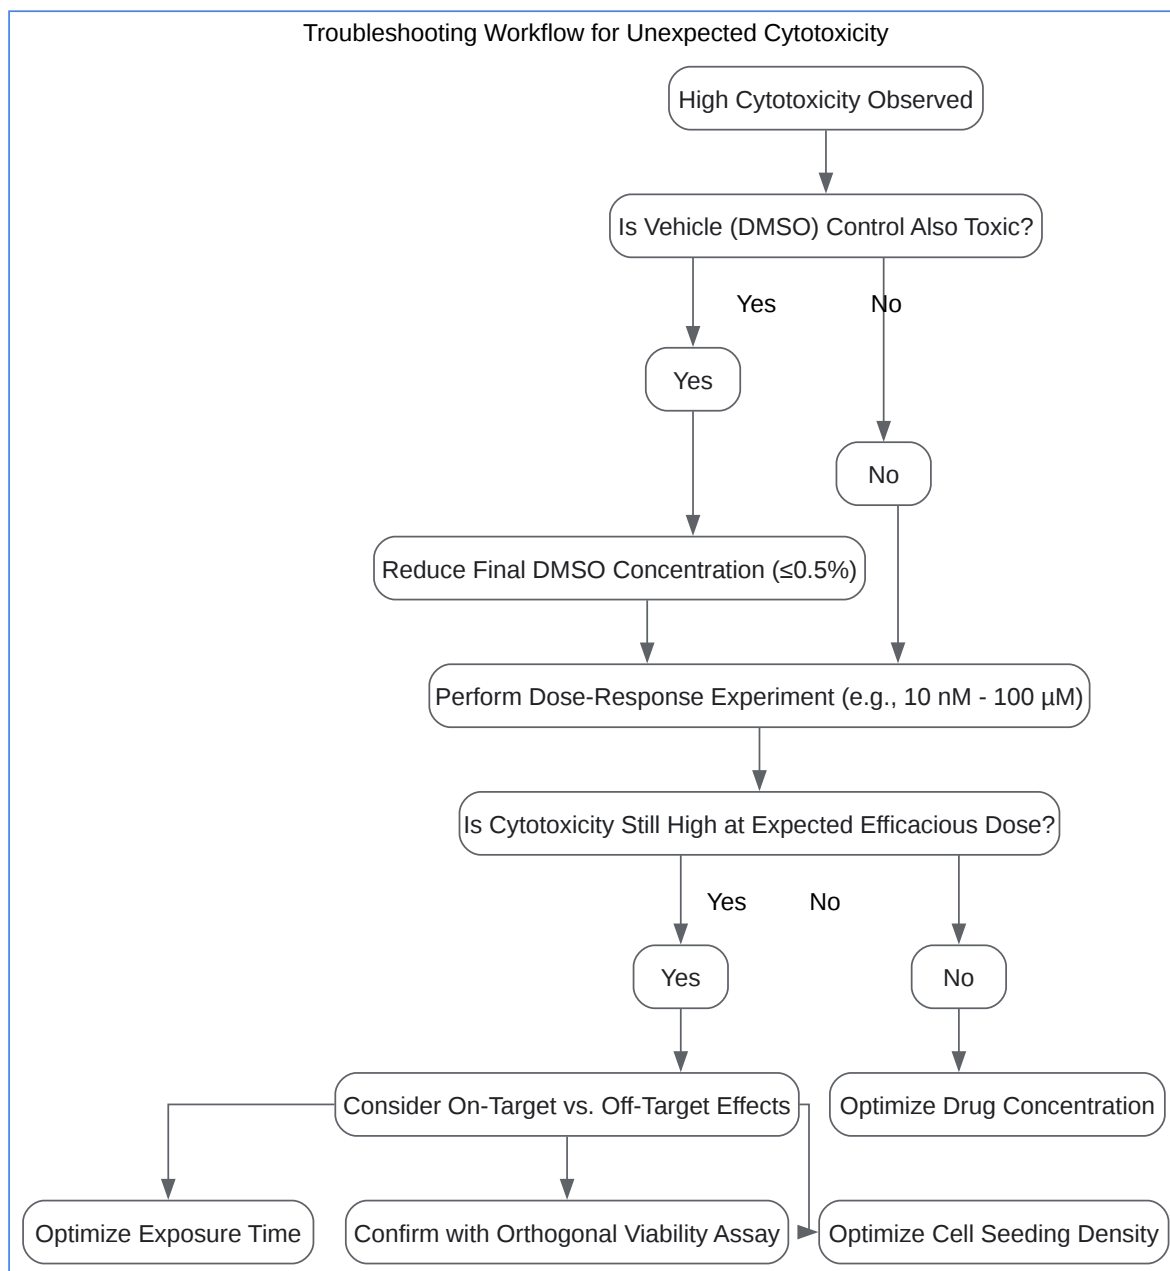 Troubleshooting Workflow for Unexpected Cytotoxicity
High Cytotoxicity Observed
Is Vehicle (DMSO) Control Also Toxic?
Yes
No
Yes
No
Reduce Final DMSO Concentration (≤0.5%)
Perform Dose-Response Experiment (e.g., 10 nM - 100 µM)
Is Cytotoxicity Still High at Expected Efficacious Dose?
Yes
No
Yes
No
Consider On-Target vs. Off-Target Effects
Optimize Drug Concentration
Optimize Exposure Time
Confirm with Orthogonal Viability Assay
Optimize Cell Seeding Density